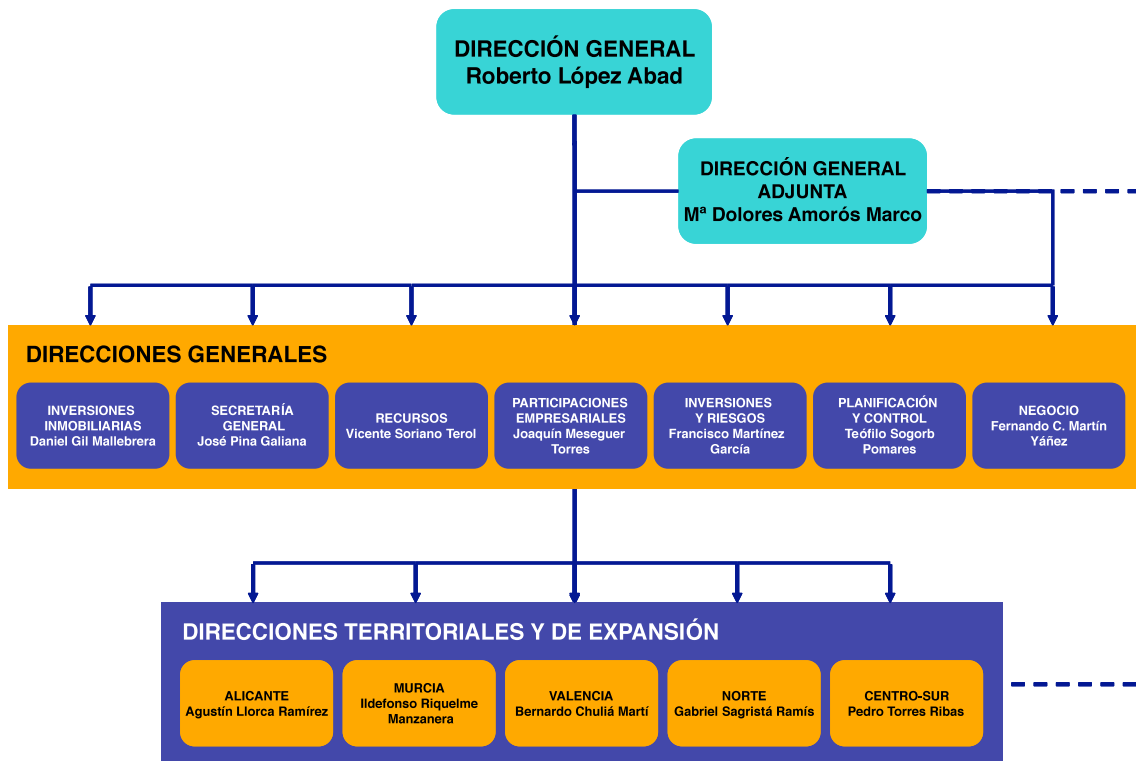 DIRECCIÓN GENERAL
Roberto López Abad
DIRECCIÓN GENERAL
ADJUNTA
Mª Dolores Amorós Marco
DIRECCIONES GENERALES
INVERSIONES
INMOBILIARIAS
Daniel Gil Mallebrera
SECRETARÍA
GENERAL
José Pina Galiana
RECURSOS
Vicente Soriano Terol
PARTICIPACIONES
EMPRESARIALES
Joaquín Meseguer
Torres
INVERSIONES
Y RIESGOS
Francisco Martínez
García
PLANIFICACIÓN
Y CONTROL
Teófilo Sogorb
Pomares
NEGOCIO
Fernando C. Martín
Yáñez
DIRECCIONES TERRITORIALES Y DE EXPANSIÓN
ALICANTE
Agustín Llorca Ramírez
MURCIA
Ildefonso Riquelme
Manzanera
VALENCIA
Bernardo Chuliá Martí
NORTE
Gabriel Sagristá Ramís
CENTRO-SUR
Pedro Torres Ribas